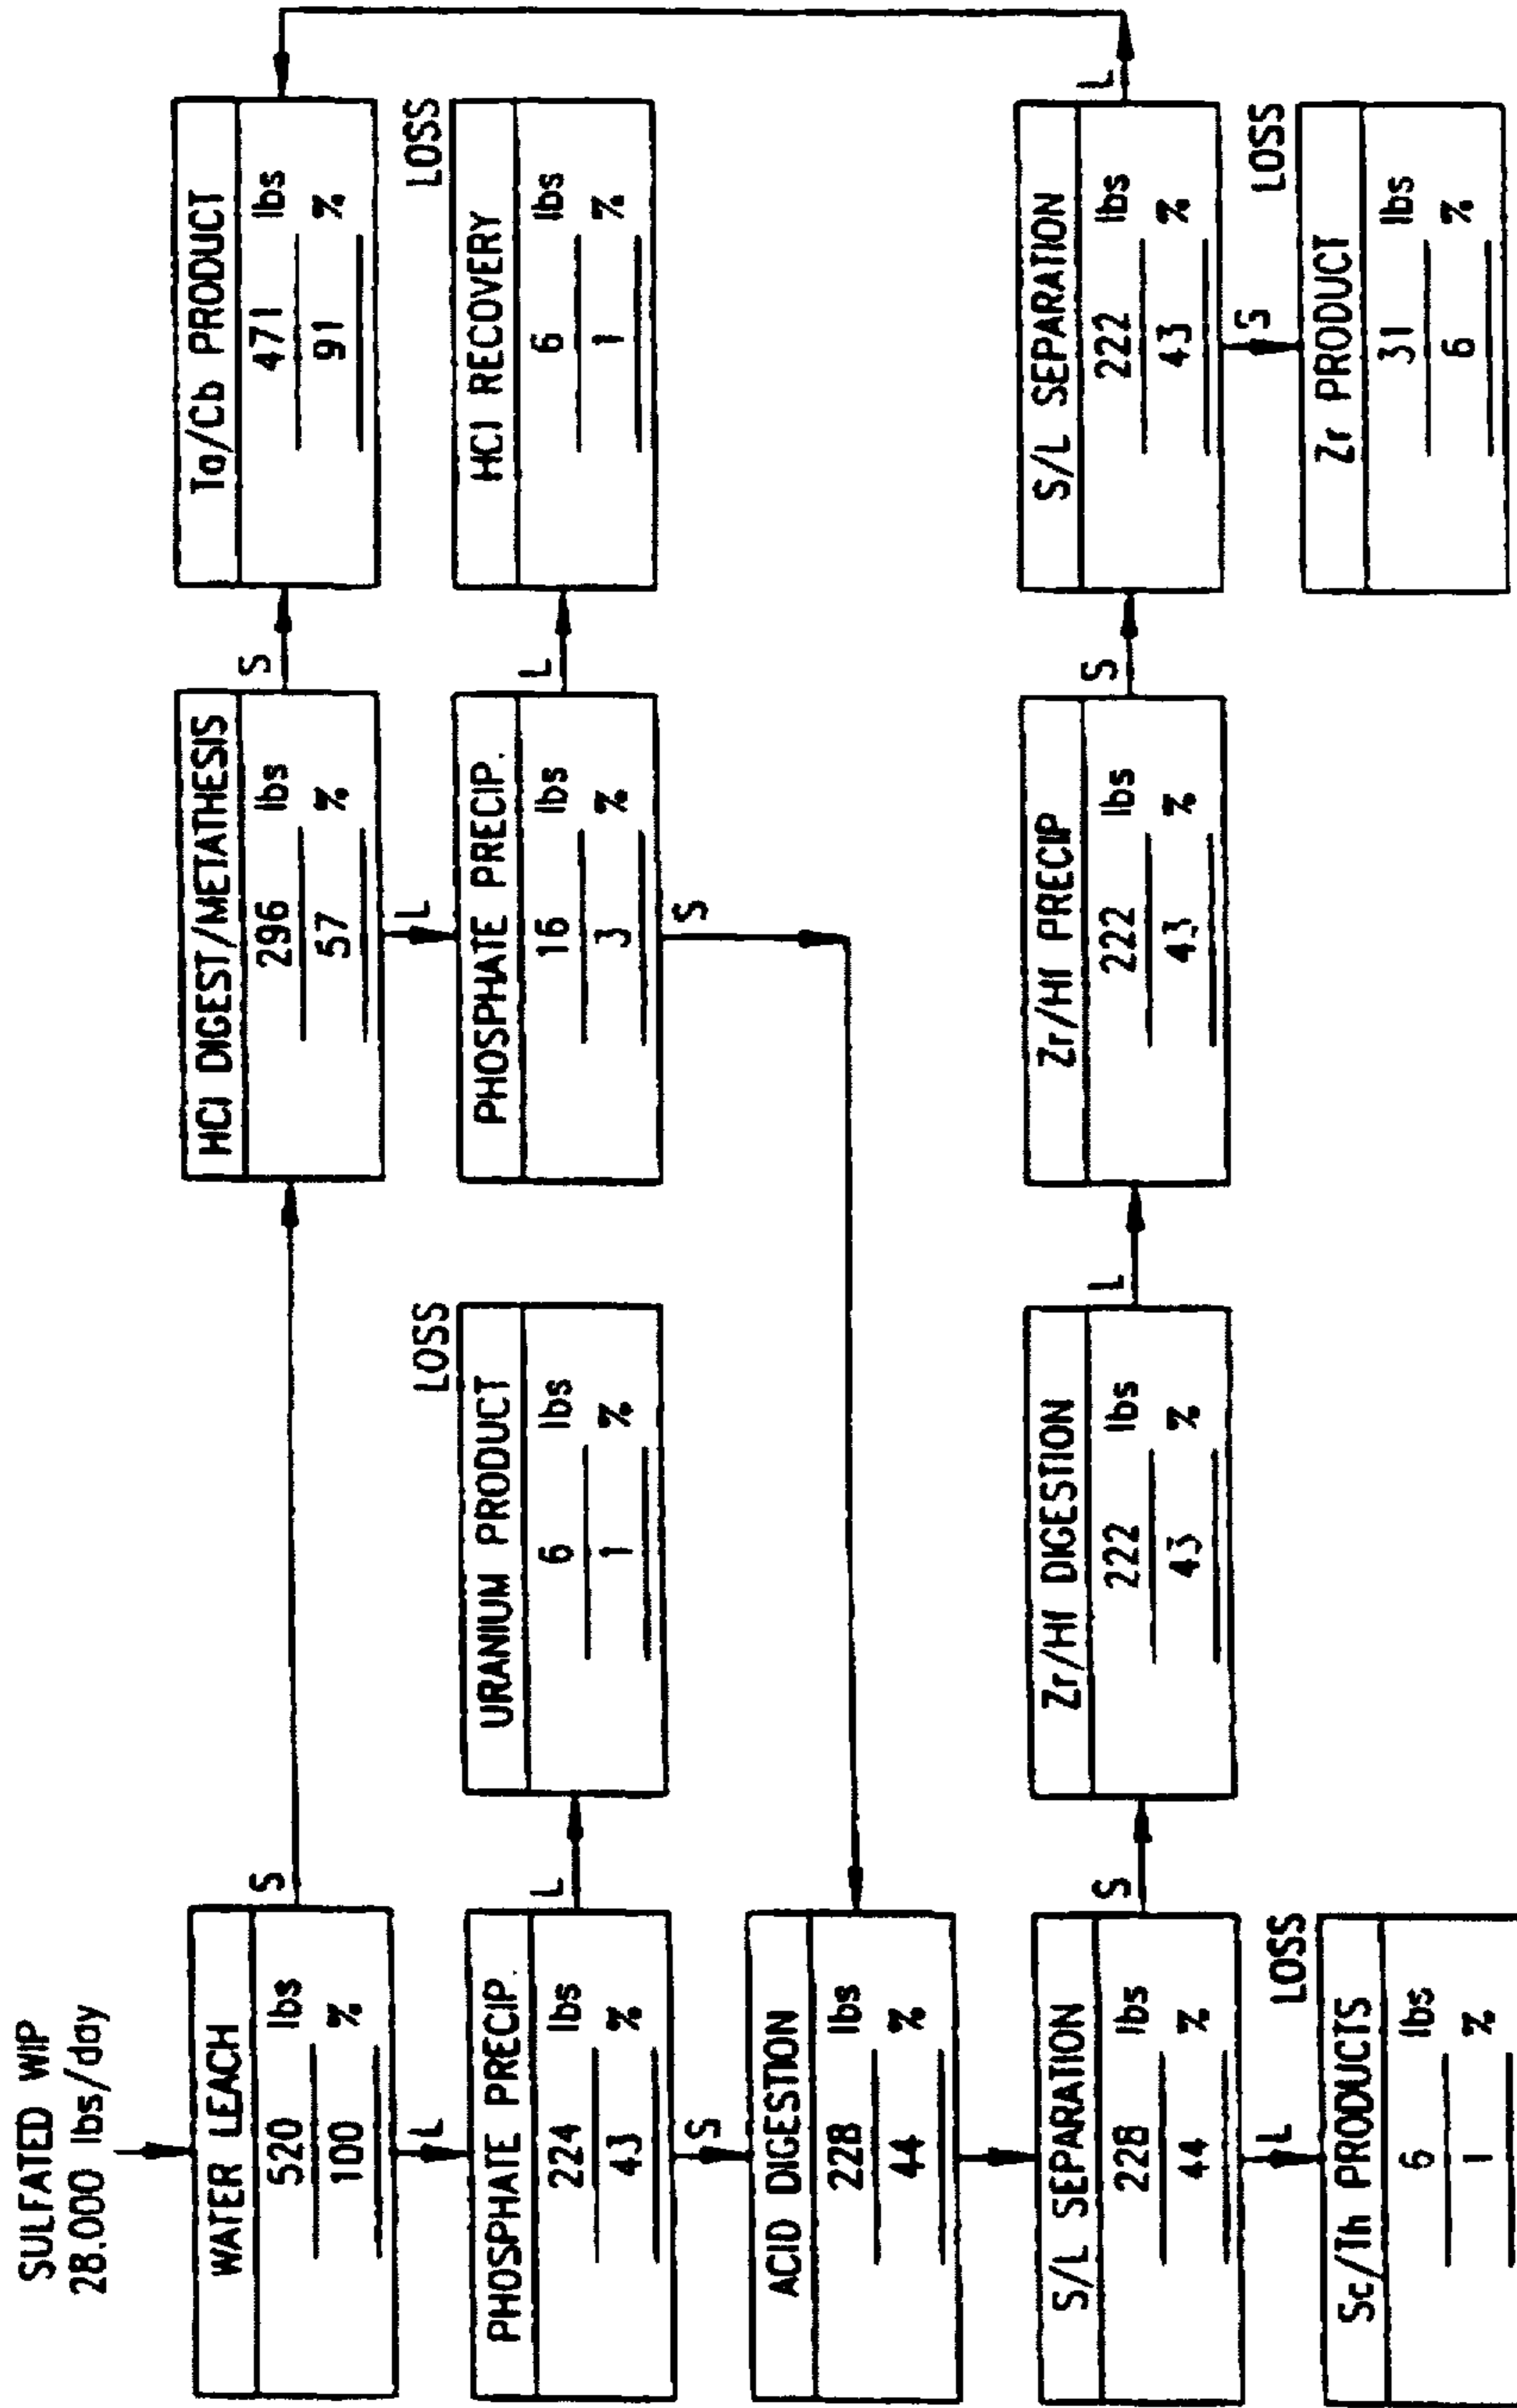 SULFATED WIP
28.000 lbs/day
WATER LEACH
520 lbs
100 %
S
L
HCl DIGEST/METATHESIS
296 lbs
57 %
S
L
Ta/Cb PRODUCT
471 lbs
91 %
PHOSPHATE PRECIP.
224 lbs
43 %
L
S
LOSS
URANIUM PRODUCT
6 lbs
1 %
PHOSPHATE PRECIP.
16 lbs
3 %
L
S
LOSS
HCl RECOVERY
6 lbs
1 %
ACID DIGESTION
228 lbs
44 %
S/L SEPARATION
228 lbs
44 %
S
L
Zr/Hf DIGESTION
222 lbs
43 %
L
Zr/Hf PRECIP
222 lbs
43 %
S
S/L SEPARATION
222 lbs
43 %
L
S
LOSS
Sc/Th PRODUCTS
6 lbs
1 %
LOSS
Zr PRODUCT
31 lbs
6 %